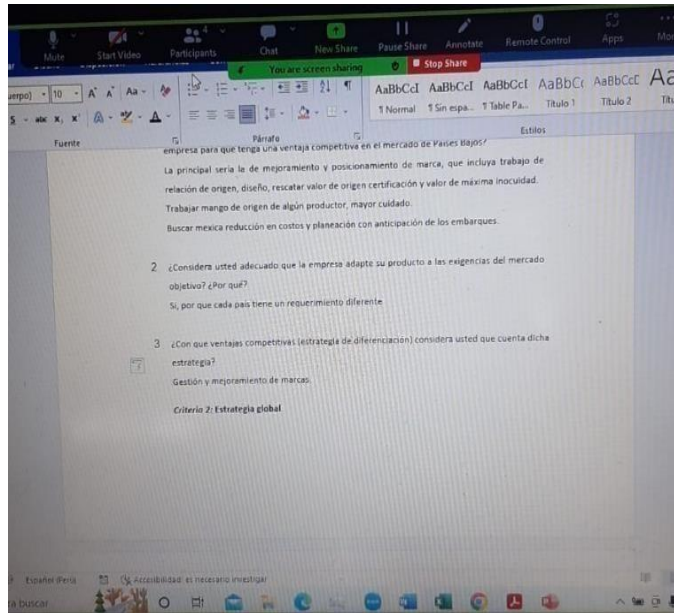 Mute
Start Video
Participants
4
Chat
New Share
Pause Share
Annotate
Remote Control
Apps
You are screen sharing
Stop Share
10
Aa
AaBbCcI AaBbCcI AaBbCcI AaBbCc AaBbCcC
¶ Normal ¶ Sin espa... ¶ Table Pa... Título 1 Título 2
Fuente
Párrafo
Estilos
empresa para que tenga una ventaja competitiva en el mercado de Países Bajos?
La principal seria la de mejoramiento y posicionamiento de marca, que incluya trabajo de
relación de origen, diseño, rescatar valor de origen certificación y valor de máxima inocuidad.
Trabajar mango de origen de algún productor, mayor cuidado.
Buscar mexica reducción en costos y planeación con anticipación de los embarques.
2 ¿Considera usted adecuado que la empresa adapte su producto a las exigencias del mercado
objetivo? ¿Por qué?
Si, por que cada país tiene un requerimiento diferente
3 ¿Con que ventajas competitivas (estrategia de diferenciación) considera usted que cuenta dicha
estrategia?
Gestión y mejoramiento de marcas.
Criterio 2: Estrategia global
Español (Perú)
Accesibilidad: es necesario investigar
a buscar